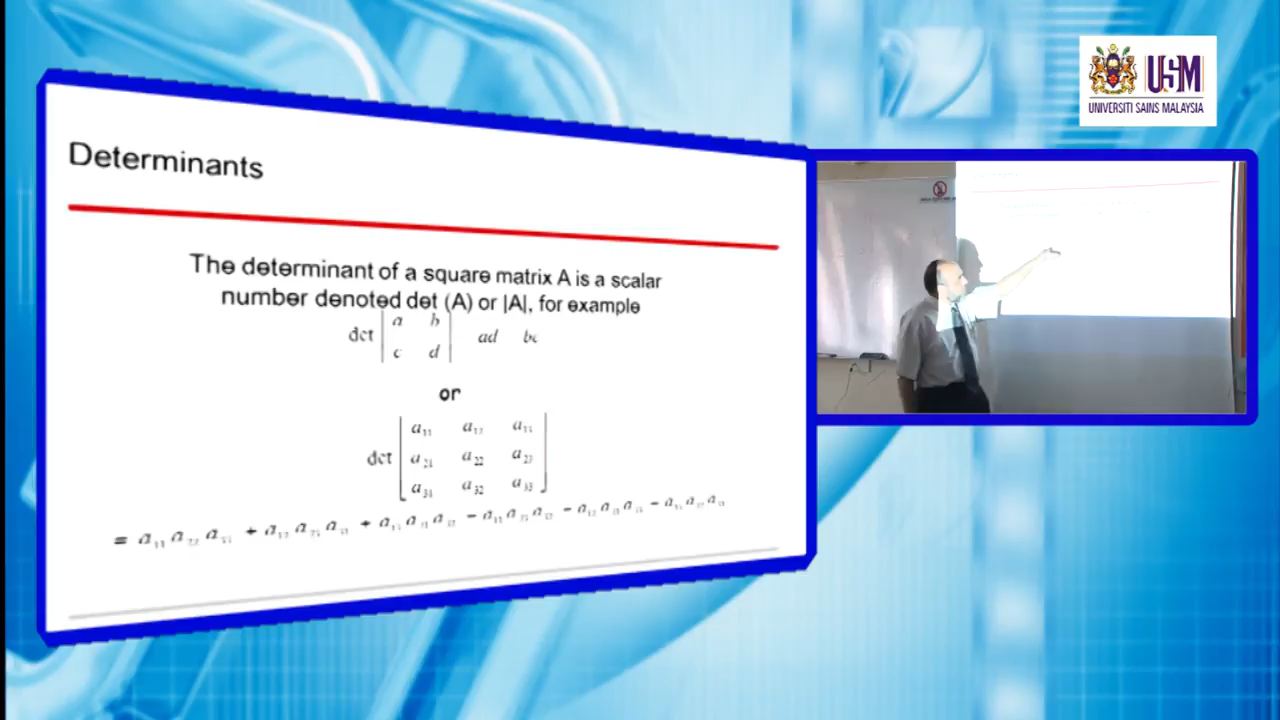 Determinants
The determinant of a square matrix A is a scalar
number denoted det (A) or |A|, for example
det | a b | ad bc
| c d |
or
det a₁₁ a₁₂ a₁₃
a₂₁ a₂₂ a₂₃
a₃₁ a₃₂ a₃₃
USM
UNIVERSITI SAINS MALAYSIA